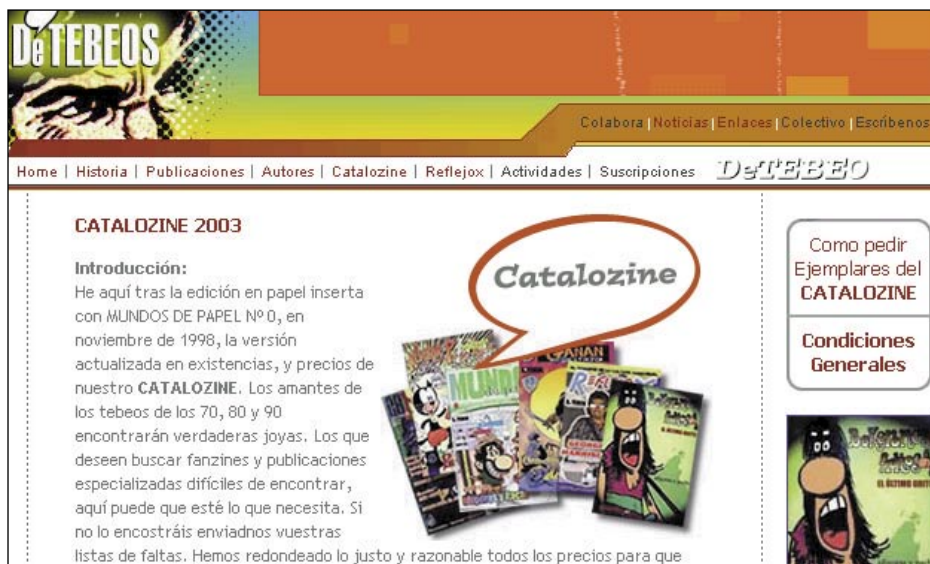 DeTEBEOS
Colabora | Noticias | Enlaces | Colectivo | Escríbenos
Home | Historia | Publicaciones | Autores | Catalozine | Reflejox | Actividades | Suscripciones
DeTEBEO
CATALOZINE 2003
Introducción:
He aquí tras la edición en papel inserta
con MUNDOS DE PAPEL Nº 0, en
noviembre de 1998, la versión
actualizada en existencias, y precios de
nuestro CATALOZINE. Los amantes de
los tebeos de los 70, 80 y 90
encontrarán verdaderas joyas. Los que
deseen buscar fanzines y publicaciones
especializadas difíciles de encontrar,
aquí puede que esté lo que necesita. Si
no lo encostráis enviadnos vuestras
listas de faltas. Hemos redondeado lo justo y razonable todos los precios para que
Catalozine
MUNDO
Como pedir
Ejemplares del
CATALOZINE
Condiciones
Generales
EL ÚLTIMO GRITO